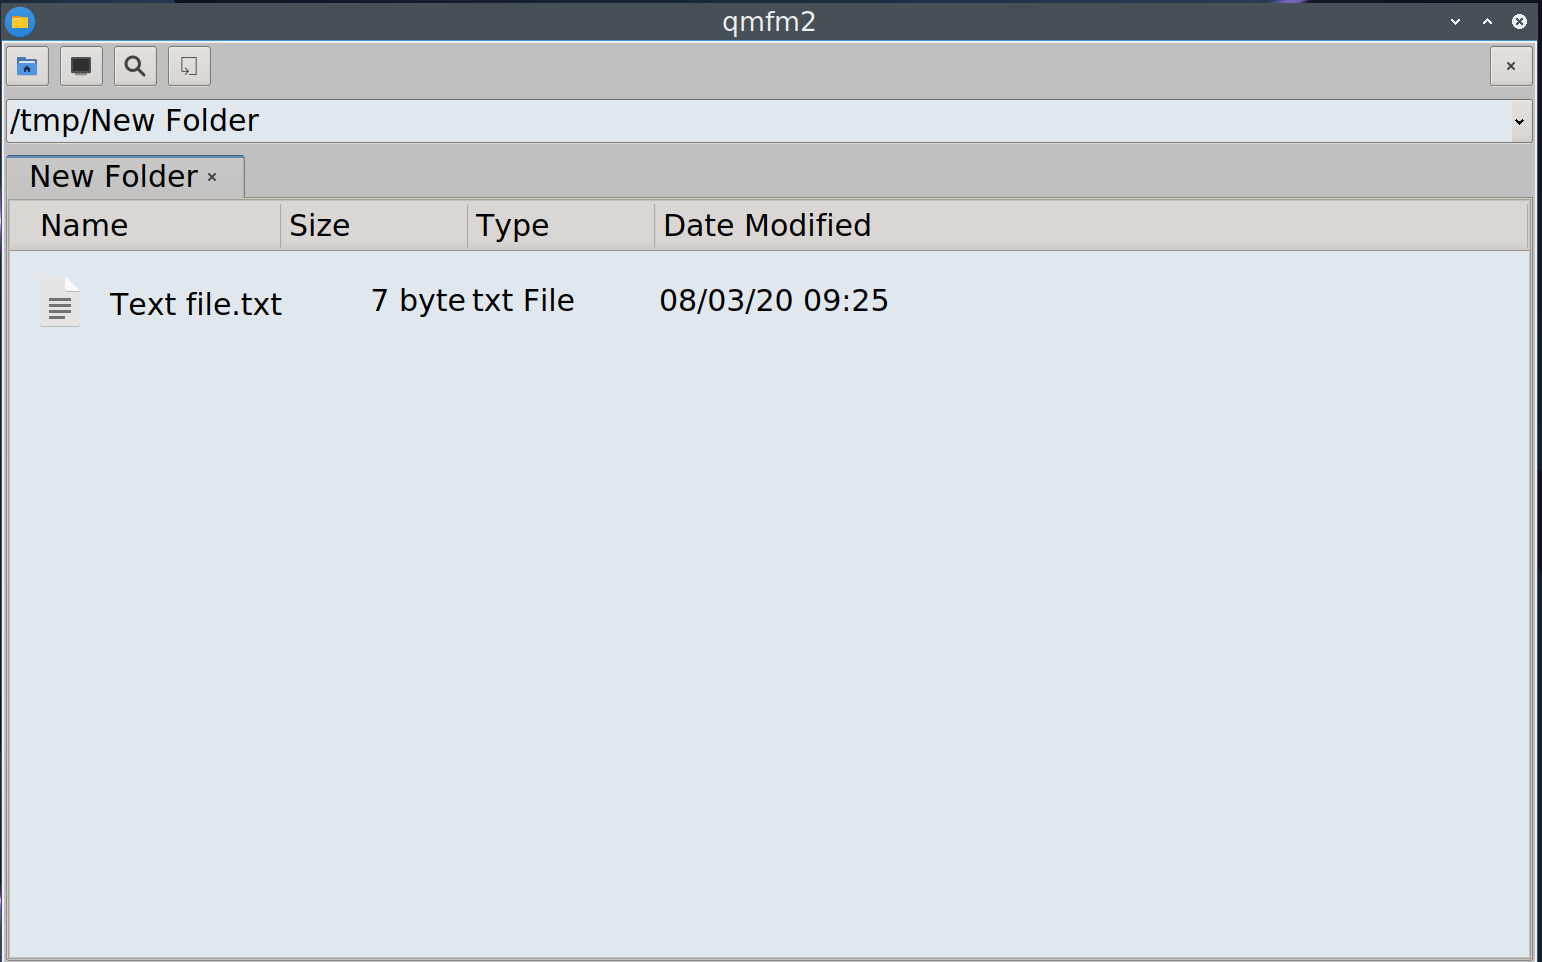 qmfm2
/tmp/New Folder
New Folder
Name Size Type Date Modified
Text file.txt 7 byte txt File 08/03/20 09:25